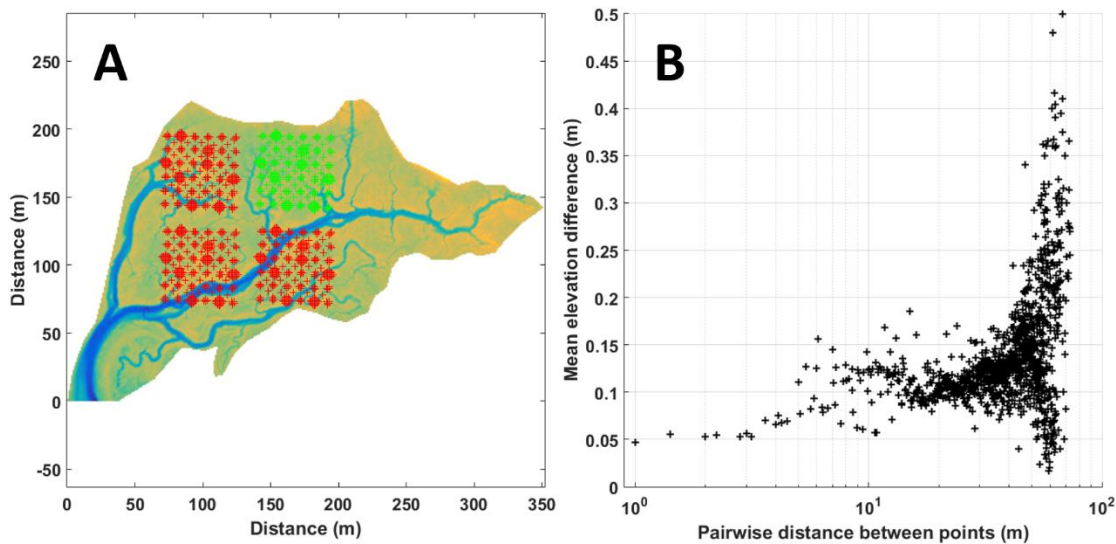 A
250
200
150
100
50
0
-50
Distance (m)
0 50 100 150 200 250 300 350
Distance (m)
B
0.5
0.45
0.4
0.35
0.3
0.25
0.2
0.15
0.1
0.05
0
Mean elevation difference (m)
10^0 10^1 10^2
Pairwise distance between points (m)